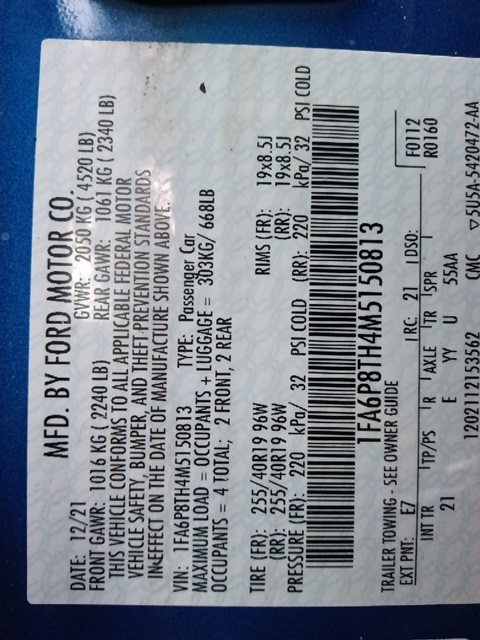 MFD. BY FORD MOTOR CO.
DATE: 12/21 GVWR: 2050 KG ( 4520 LB)
FRONT GAWR: 1016 KG ( 2240 LB) REAR GAWR: 1061 KG ( 2340 LB)
THIS VEHICLE CONFORMS TO ALL APPLICABLE FEDERAL MOTOR
VEHICLE SAFETY, BUMPER, AND THEFT PREVENTION STANDARDS
IN EFFECT ON THE DATE OF MANUFACTURE SHOWN ABOVE.
VIN: 1FA6P8TH4M5150813 TYPE: Passenger Car
MAXIMUM LOAD = OCCUPANTS + LUGGAGE = 303KG/ 668LB
OCCUPANTS = 4 TOTAL; 2 FRONT, 2 REAR
TIRE (FR): 255/40R19 96W RIMS (FR): 19x8.5J
(RR): 255/40R19 96W (RR): 19x8.5J
PRESSURE (FR): 220 kPa/ 32 PSI COLD (RR): 220 kPa/ 32 PSI COLD
1FA6P8TH4M5150813
TRAILER TOWING - SEE OWNER GUIDE
F0112
R0160
EXT PNT: E7 RC: 21 DSO:
INT TR TP/PS R AXLE TR SPR
21 E YY U 55AA
1202112153562 CMC ▽5U5A-5420472-AA